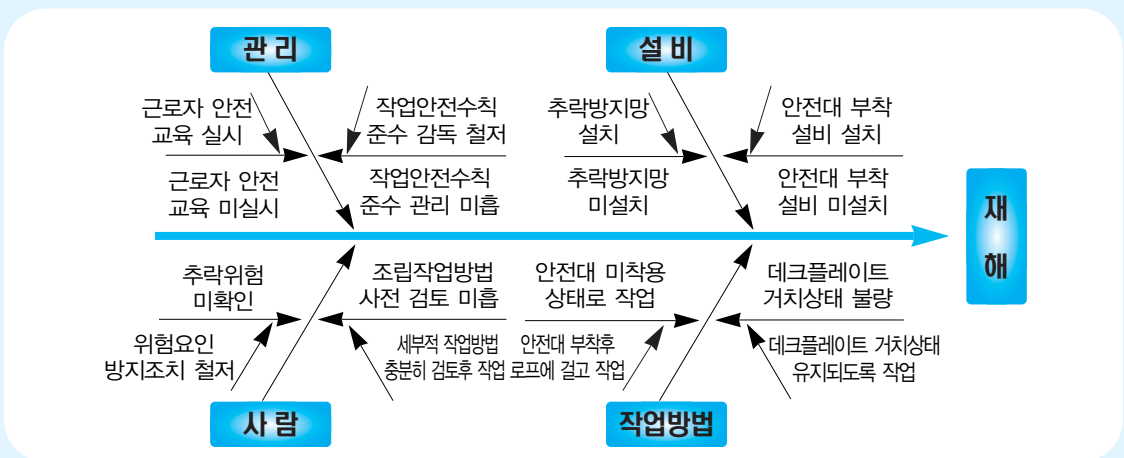 관 리
설 비
근로자 안전
교육 실시
작업안전수칙
준수 감독 철저
추락방지망
설치
안전대 부착
설비 설치
근로자 안전
교육 미실시
작업안전수칙
준수 관리 미흡
추락방지망
미설치
안전대 부착
설비 미설치
재
해
추락위험
미확인
조립작업방법
사전 검토 미흡
안전대 미착용
상태로 작업
데크플레이트
거치상태 불량
위험요인
방지조치 철저
세부적 작업방법
충분히 검토후 작업
안전대 부착후
로프에 걸고 작업
데크플레이트 거치상태
유지되도록 작업
사 람
작업방법